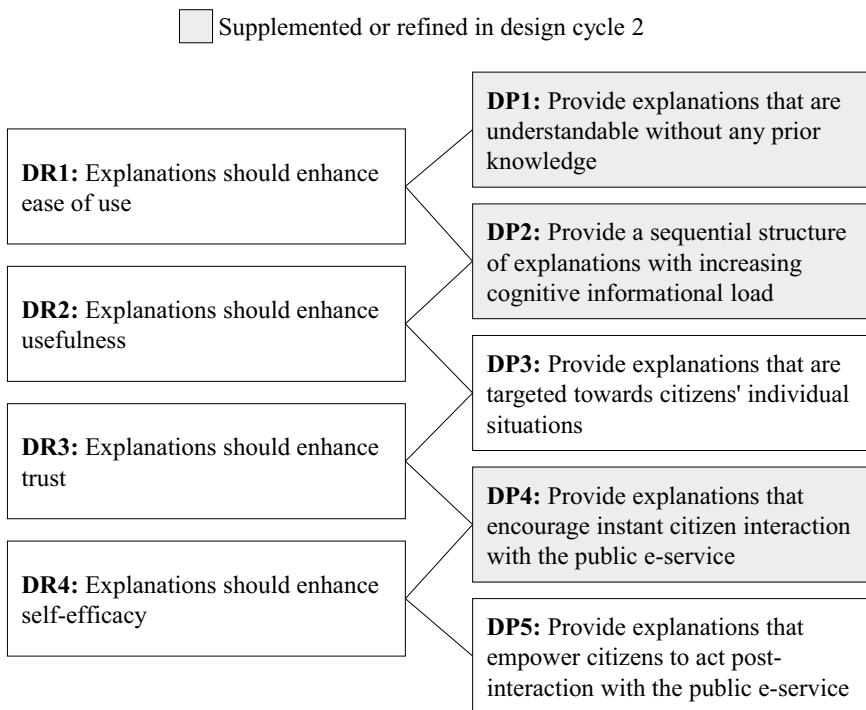 Supplemented or refined in design cycle 2
DR1: Explanations should enhance
ease of use
DR2: Explanations should enhance
usefulness
DR3: Explanations should enhance
trust
DR4: Explanations should enhance
self-efficacy
DP1: Provide explanations that are
understandable without any prior
knowledge
DP2: Provide a sequential structure
of explanations with increasing
cognitive informational load
DP3: Provide explanations that are
targeted towards citizens' individual
situations
DP4: Provide explanations that
encourage instant citizen interaction
with the public e-service
DP5: Provide explanations that
empower citizens to act post-
interaction with the public e-service